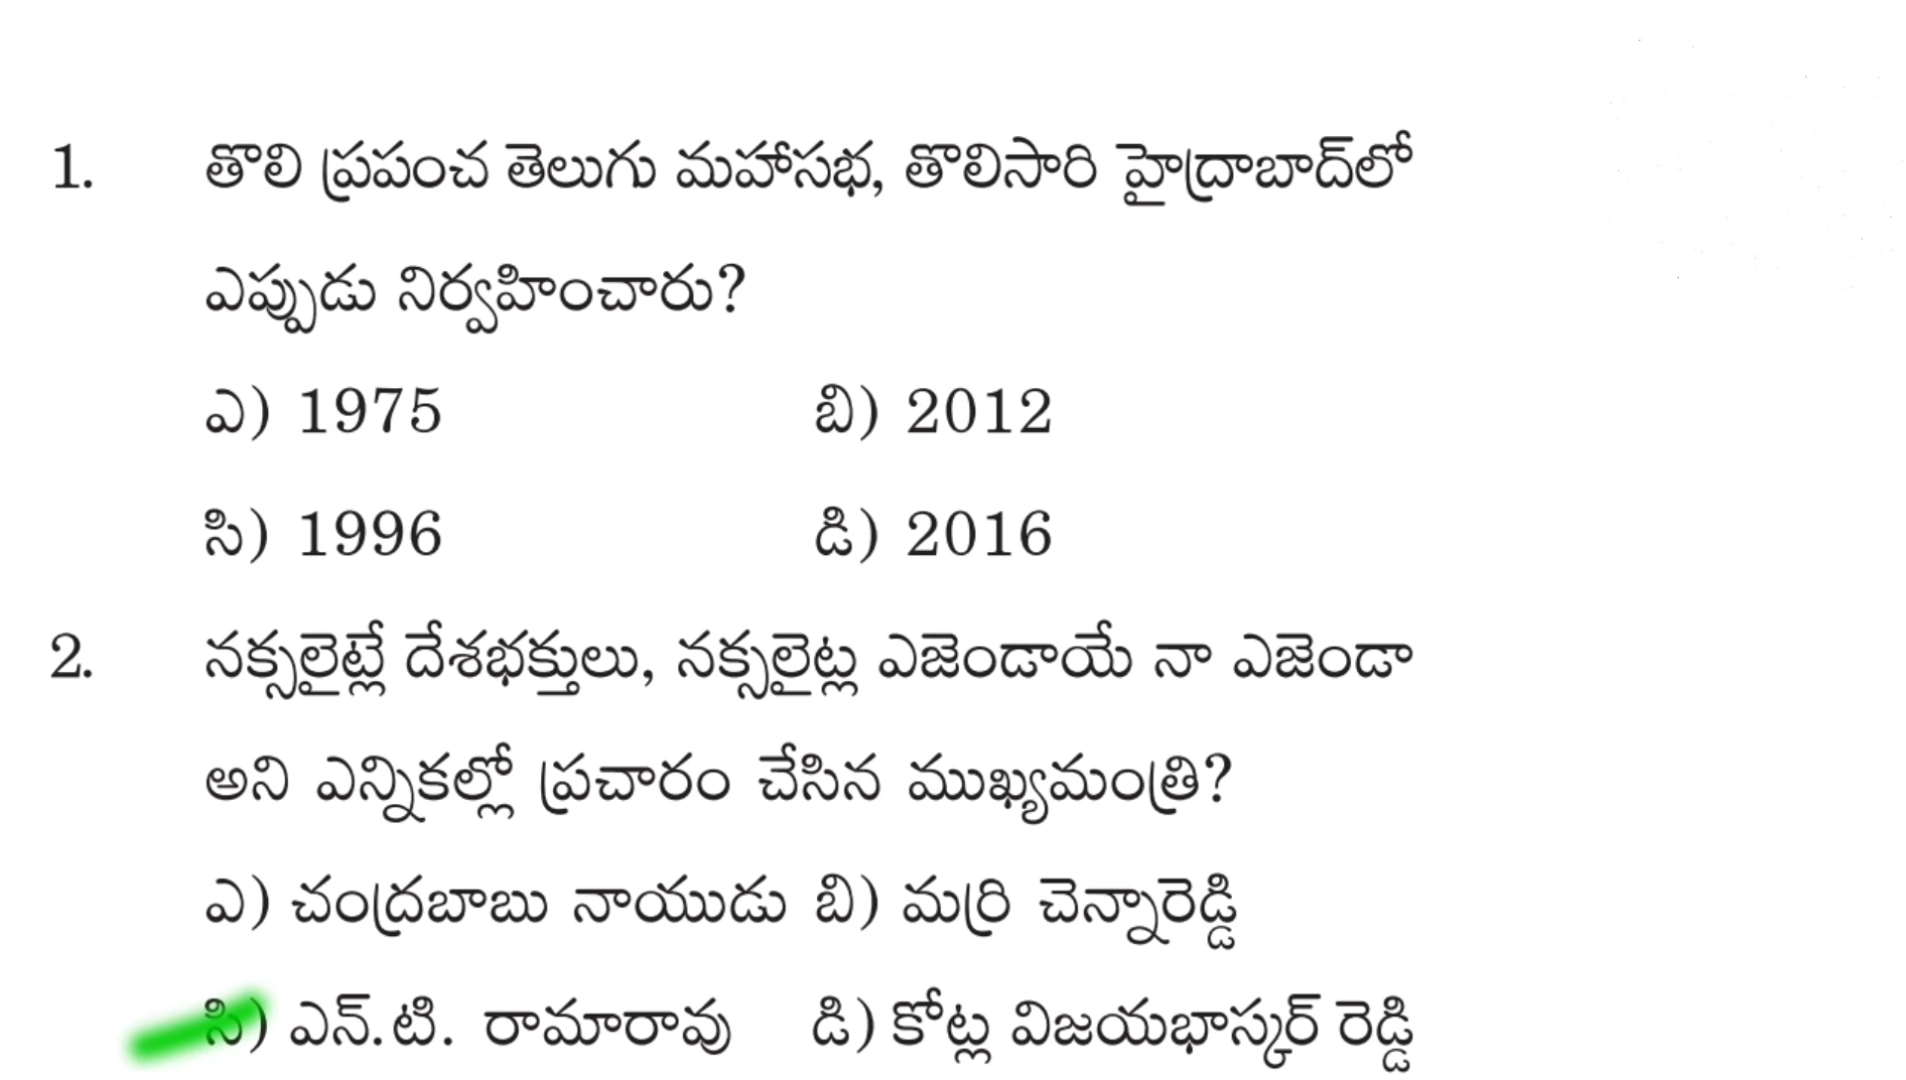 1. తొలి ప్రపంచ తెలుగు మహాసభ, తొలిసారి హైద్రాబాద్‌లో
ఎప్పుడు నిర్వహించారు?
ఎ) 1975 బి) 2012
సి) 1996 డి) 2016
2. నక్సలైట్లే దేశభక్తులు, నక్సలైట్ల ఎజెండాయే నా ఎజెండా
అని ఎన్నికల్లో ప్రచారం చేసిన ముఖ్యమంత్రి?
ఎ) చంద్రబాబు నాయుడు బి) మర్రి చెన్నారెడ్డి
సి) ఎన్.టి. రామారావు డి) కోట్ల విజయభాస్కర్ రెడ్డి